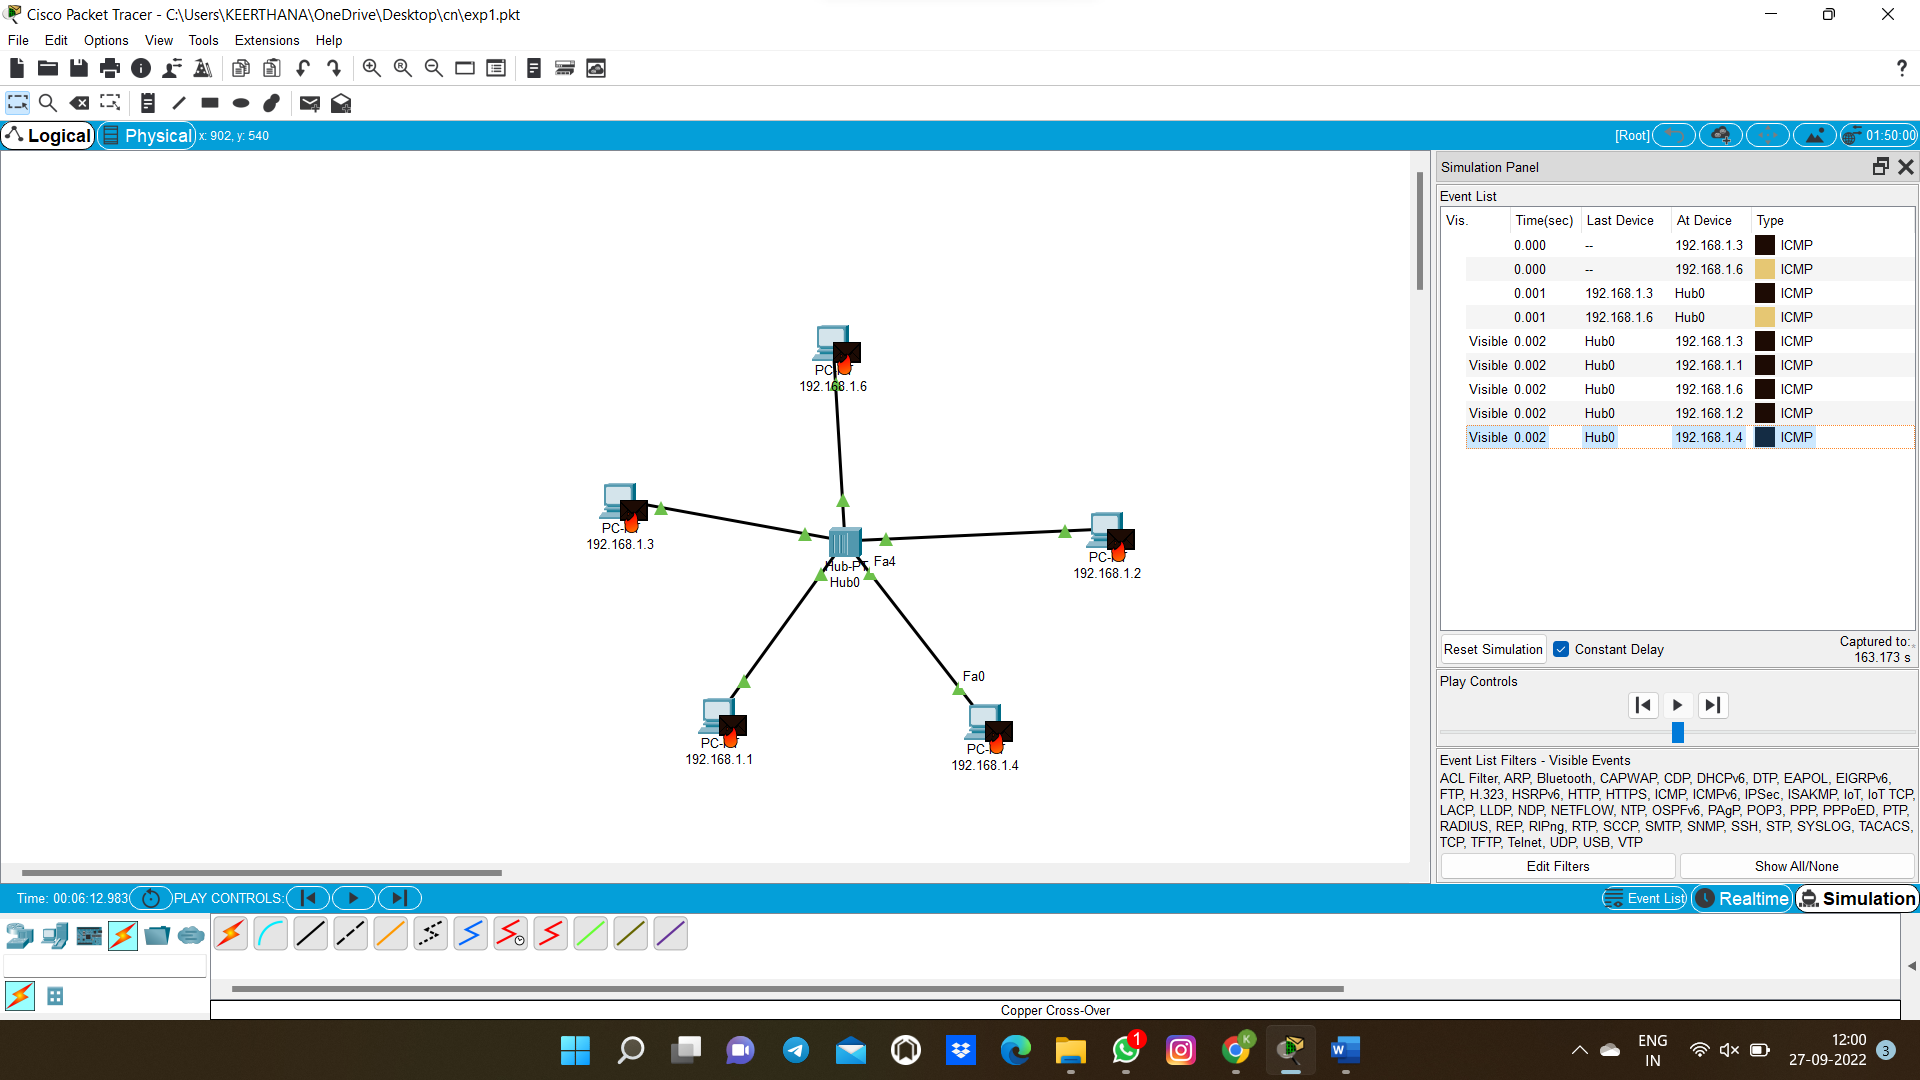 Cisco Packet Tracer - C:\Users\KEERTHANA\OneDrive\Desktop\cn\exp1.pkt
File Edit Options View Tools Extensions Help
?
Logical Physical x: 902, y: 540 [Root] 01:50:00
Simulation Panel
Event List
Vis. Time(sec) Last Device At Device Type
0.000 -- 192.168.1.3 ICMP
0.000 -- 192.168.1.6 ICMP
0.001 192.168.1.3 Hub0 ICMP
0.001 192.168.1.6 Hub0 ICMP
Visible 0.002 Hub0 192.168.1.3 ICMP
Visible 0.002 Hub0 192.168.1.1 ICMP
Visible 0.002 Hub0 192.168.1.6 ICMP
Visible 0.002 Hub0 192.168.1.2 ICMP
Visible 0.002 Hub0 192.168.1.4 ICMP
192.168.1.6
192.168.1.3
Hub-PT Fa4
Hub0
192.168.1.2
Fa0
192.168.1.1
192.168.1.4
Reset Simulation Constant Delay Captured to:
163.173 s
Play Controls
Event List Filters - Visible Events
ACL Filter, ARP, Bluetooth, CAPWAP, CDP, DHCPv6, DTP, EAPOL, EIGRPv6,
FTP, H.323, HSRPv6, HTTP, HTTPS, ICMP, ICMPv6, IPSec, ISAKMP, IoT, IoT TCP,
LACP, LLDP, NDP, NETFLOW, NTP, OSPFv6, PAgP, POP3, PPP, PPPoED, PTP,
RADIUS, REP, RIPng, RTP, SCCP, SMTP, SNMP, SSH, STP, SYSLOG, TACACS,
TCP, TFTP, Telnet, UDP, USB, VTP
Edit Filters Show All/None
Time: 00:06:12.983 PLAY CONTROLS: Event List Realtime Simulation
Copper Cross-Over
1
K
W
ENG
IN
12:00
27-09-2022
3